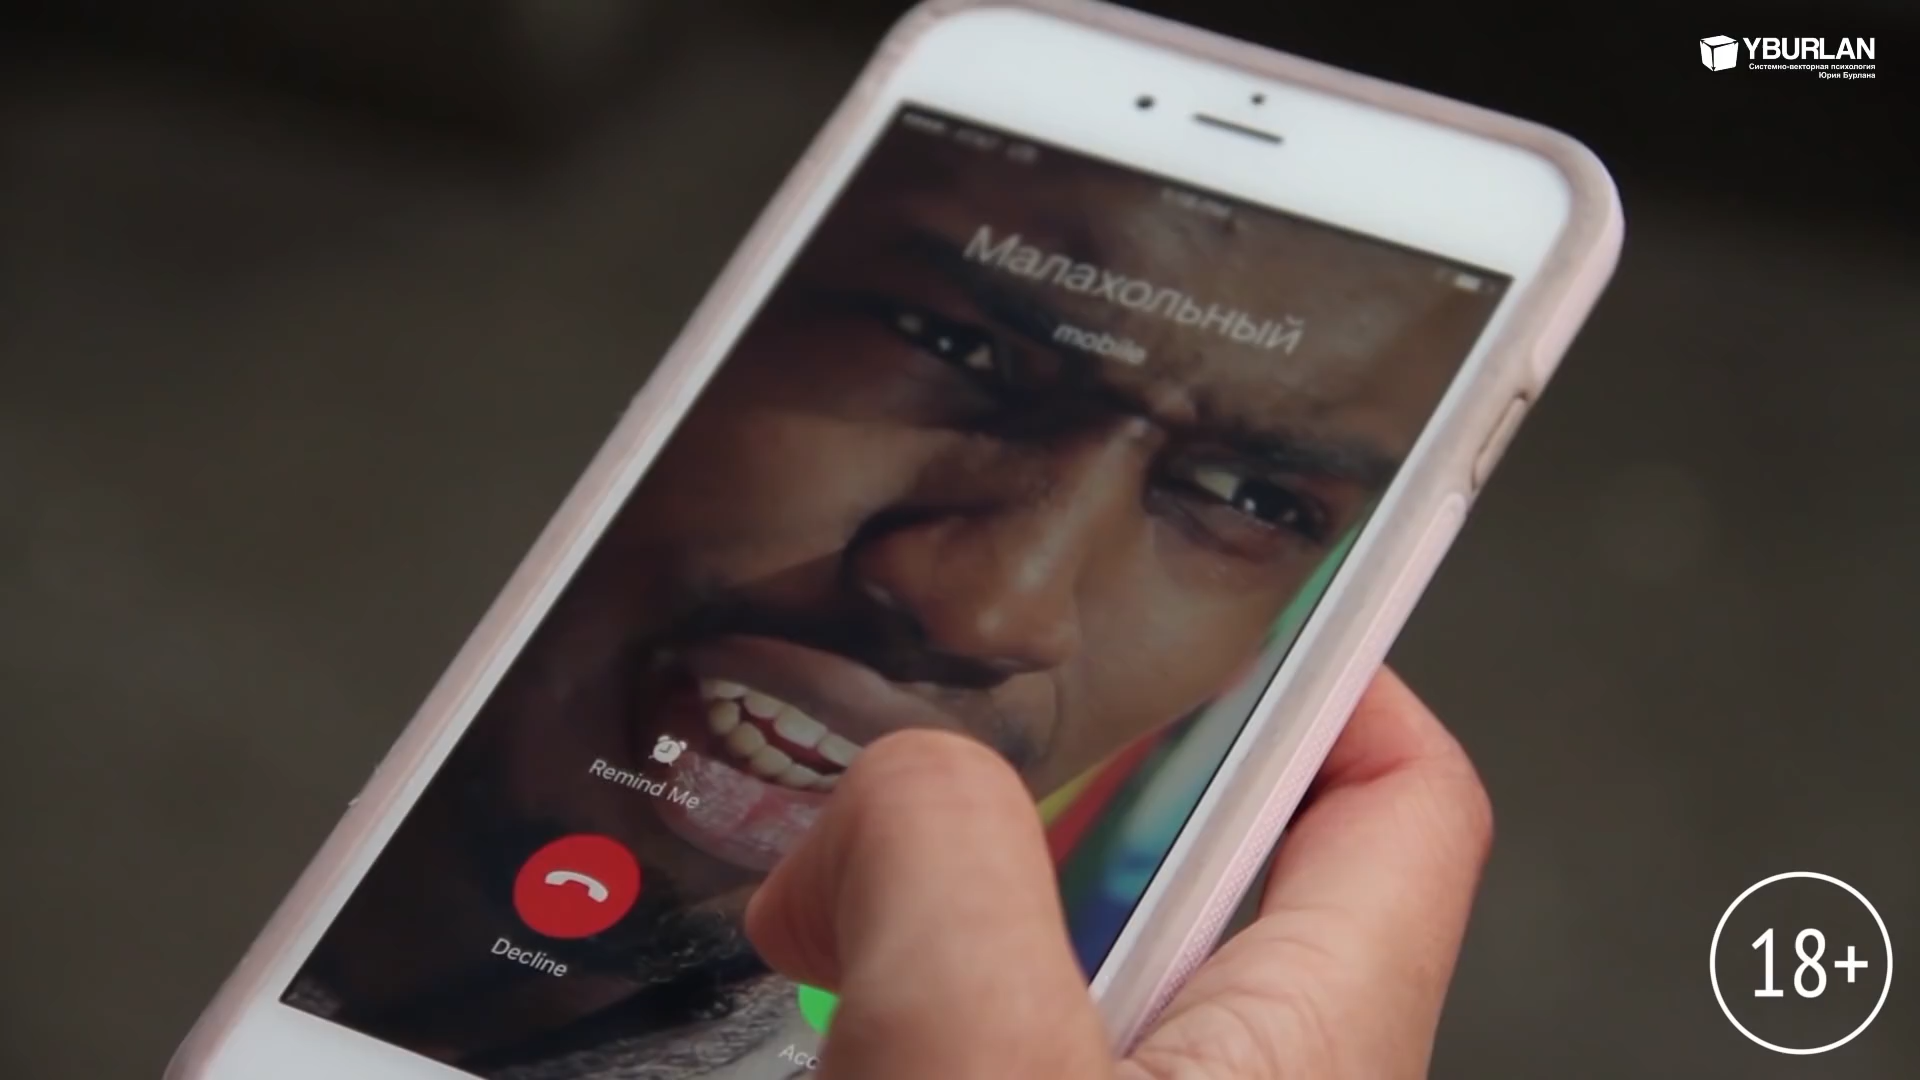 YBURLAN
Системно-векторная психология
Юрия Бурлана
Малахольный
mobile
Remind Me
Decline
18+